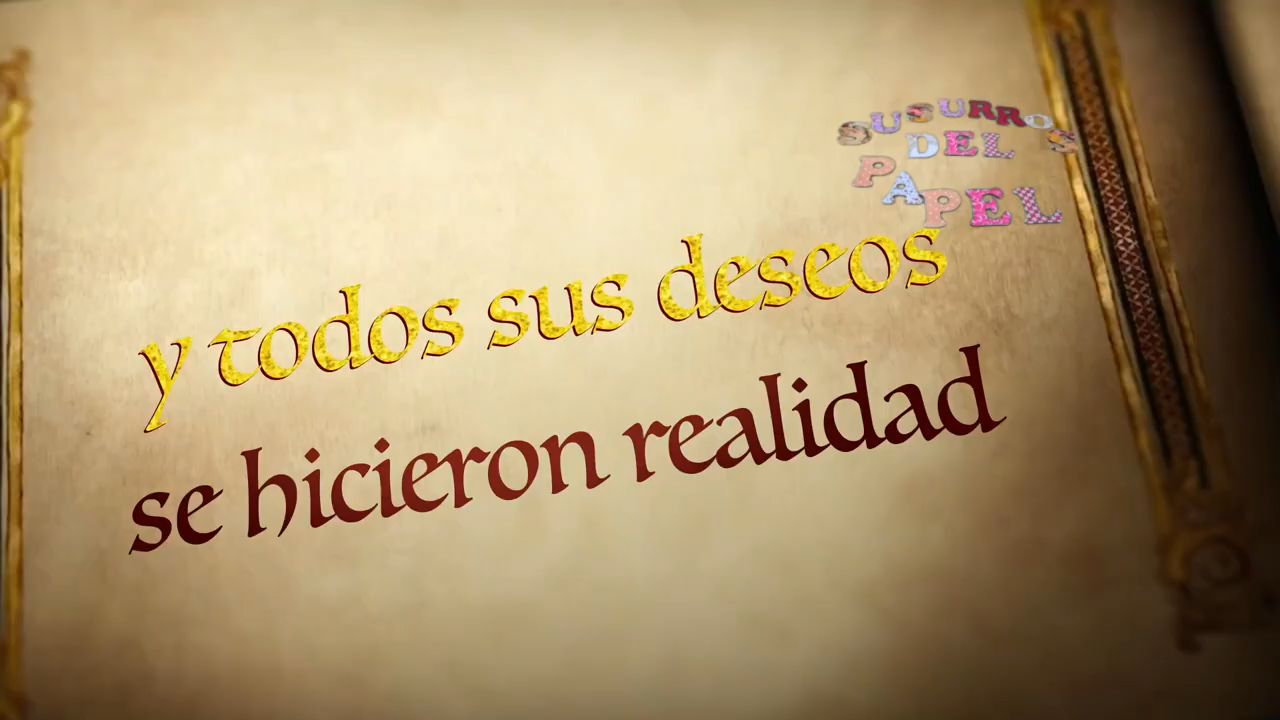 SUSURROS
DEL
PAPEL
y todos sus deseos
se hicieron realidad